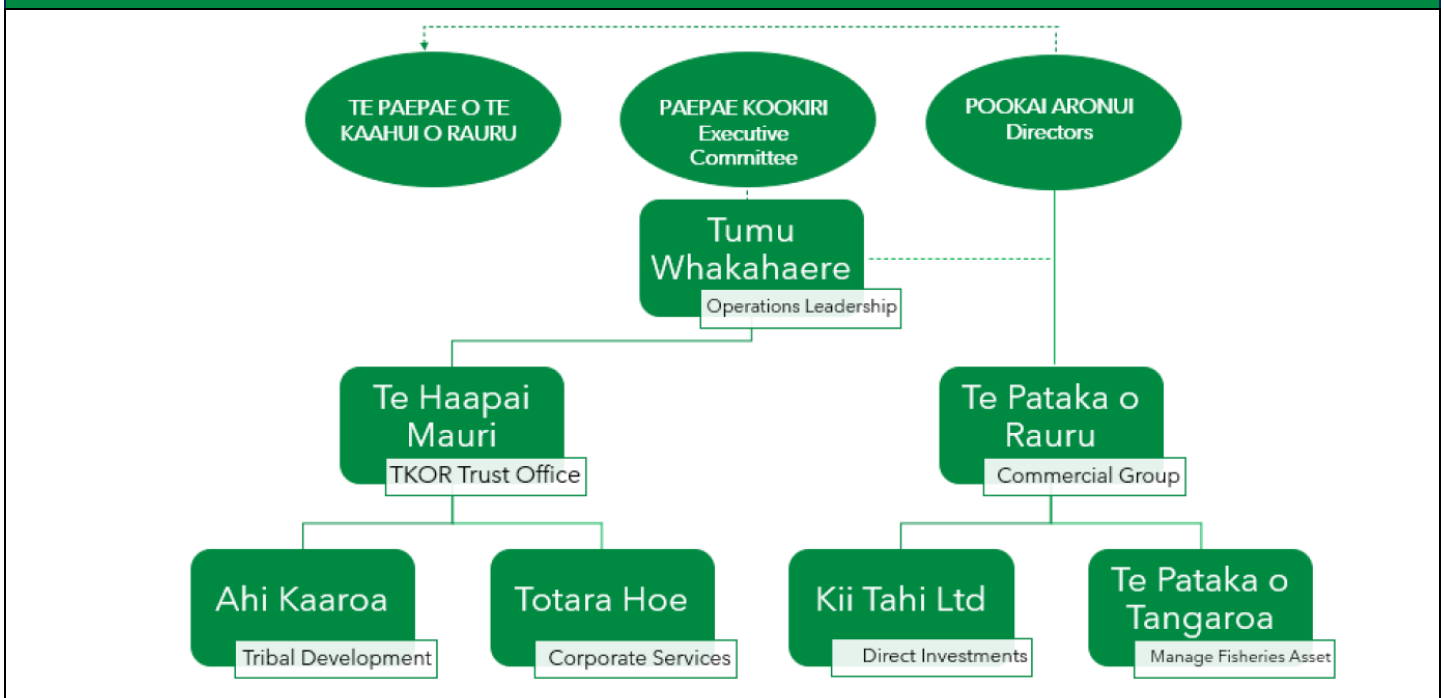 TE PAEPAE O TE
KAAHUI O RAURU
PAEPAE KOOKIRI
Executive
Committee
POOKAI ARONUI
Directors
Tumu
Whakahaere
Operations Leadership
Te Haapai
Mauri
TKOR Trust Office
Te Pataka o
Rauru
Commercial Group
Ahi Kaaroa
Tribal Development
Totara Hoe
Corporate Services
Kii Tahi Ltd
Direct Investments
Te Pataka o
Tangaroa
Manage Fisheries Asset